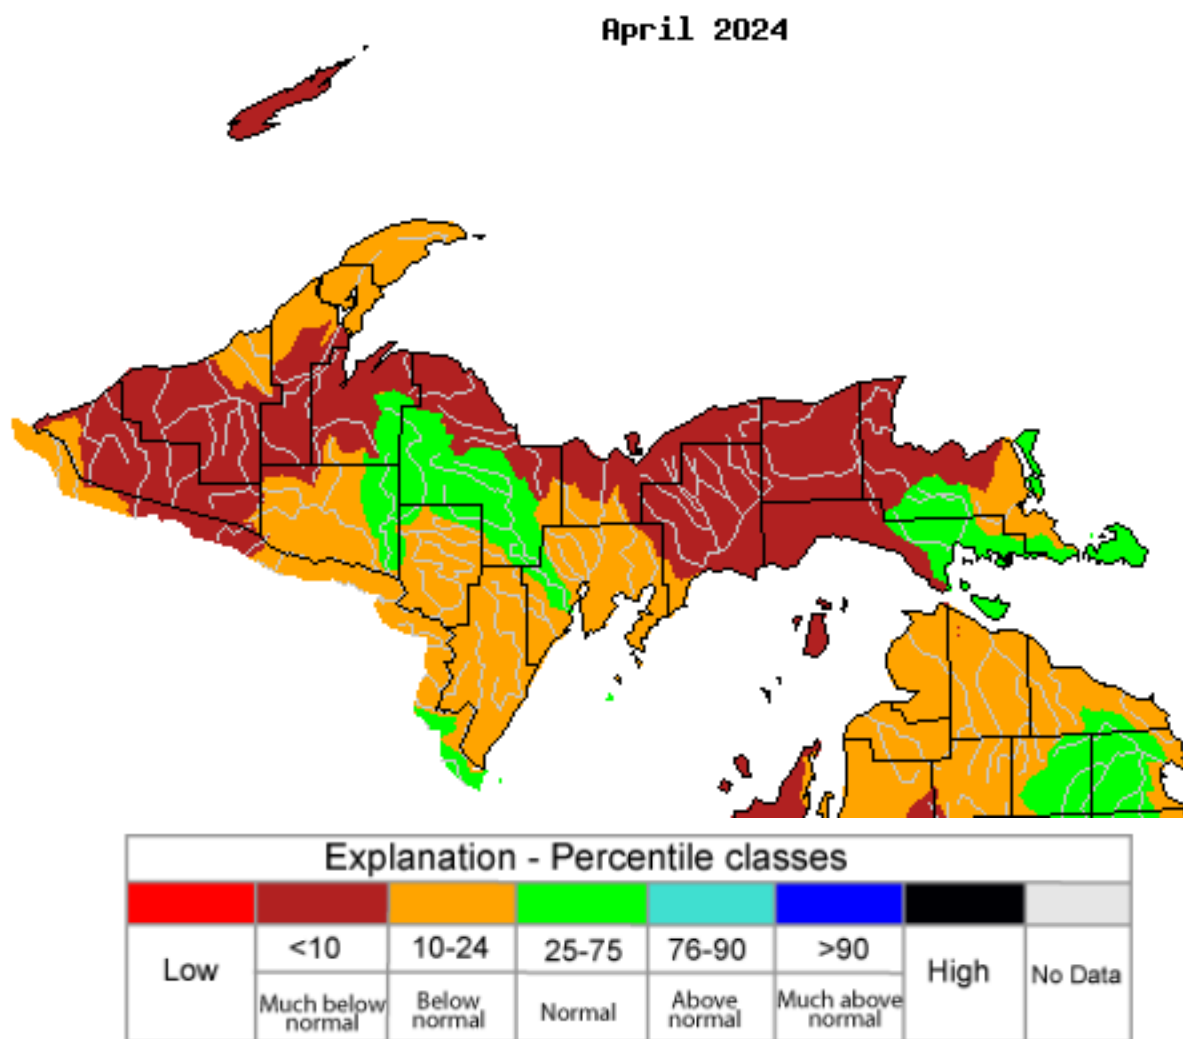 April 2024
Explanation - Percentile classes
Low
<10
10-24
25-75
76-90
>90
High
No Data
Much below
normal
Below
normal
Normal
Above
normal
Much above
normal